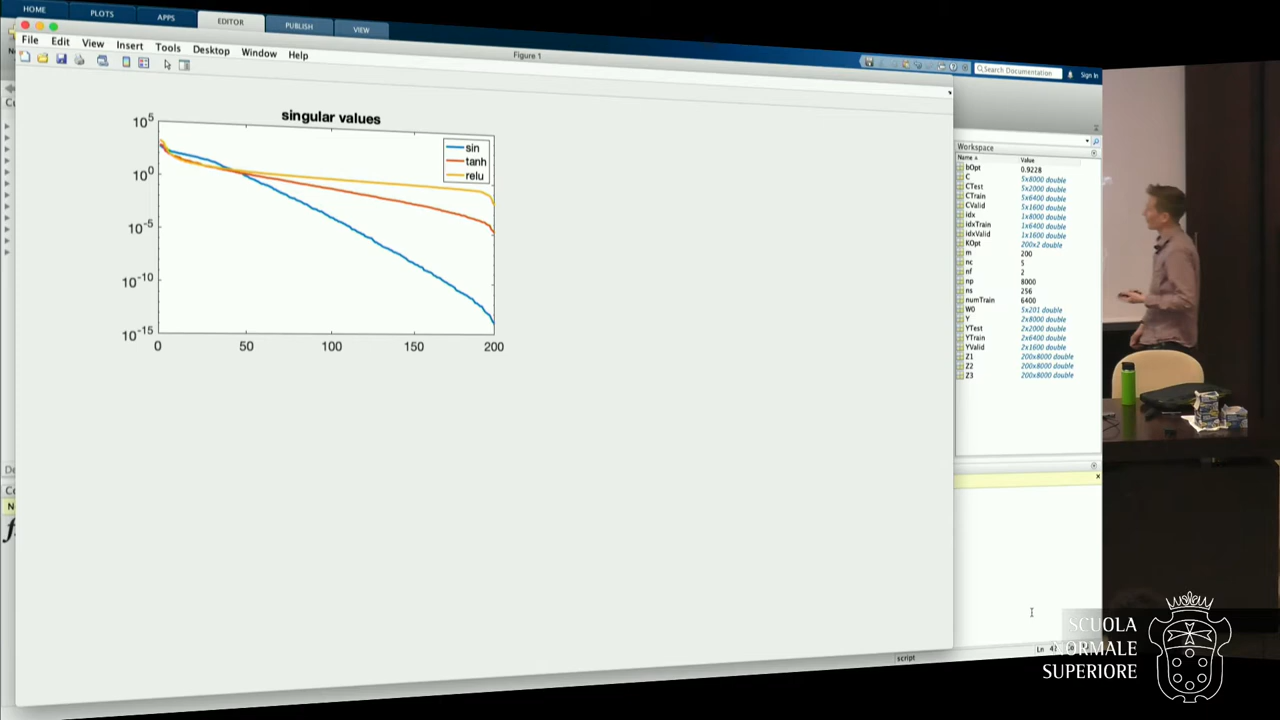 HOME PLOTS APPS EDITOR PUBLISH VIEW
File Edit View Insert Tools Desktop Window Help
Figure 1
Search Documentation
Sign In
singular values
10^5
10^0
10^-5
10^-10
10^-15
0 50 100 150 200
sin
tanh
relu
Workspace
Name Value
bOpt 0.9228
C 5x8000 double
CTest 5x2000 double
CTrain 5x6400 double
CValid 5x1600 double
idx 1x8000 double
idxTrain 1x6400 double
idxValid 1x1600 double
KOpt 200x2 double
m 200
nc 5
nf 2
np 8000
ns 256
numTrain 6400
W0 5x201 double
Y 2x8000 double
YTest 2x2000 double
YTrain 2x6400 double
YValid 2x1600 double
Z1 200x8000 double
Z2 200x8000 double
Z3 200x8000 double
script
Ln
SCUOLA
NORMALE
SUPERIORE